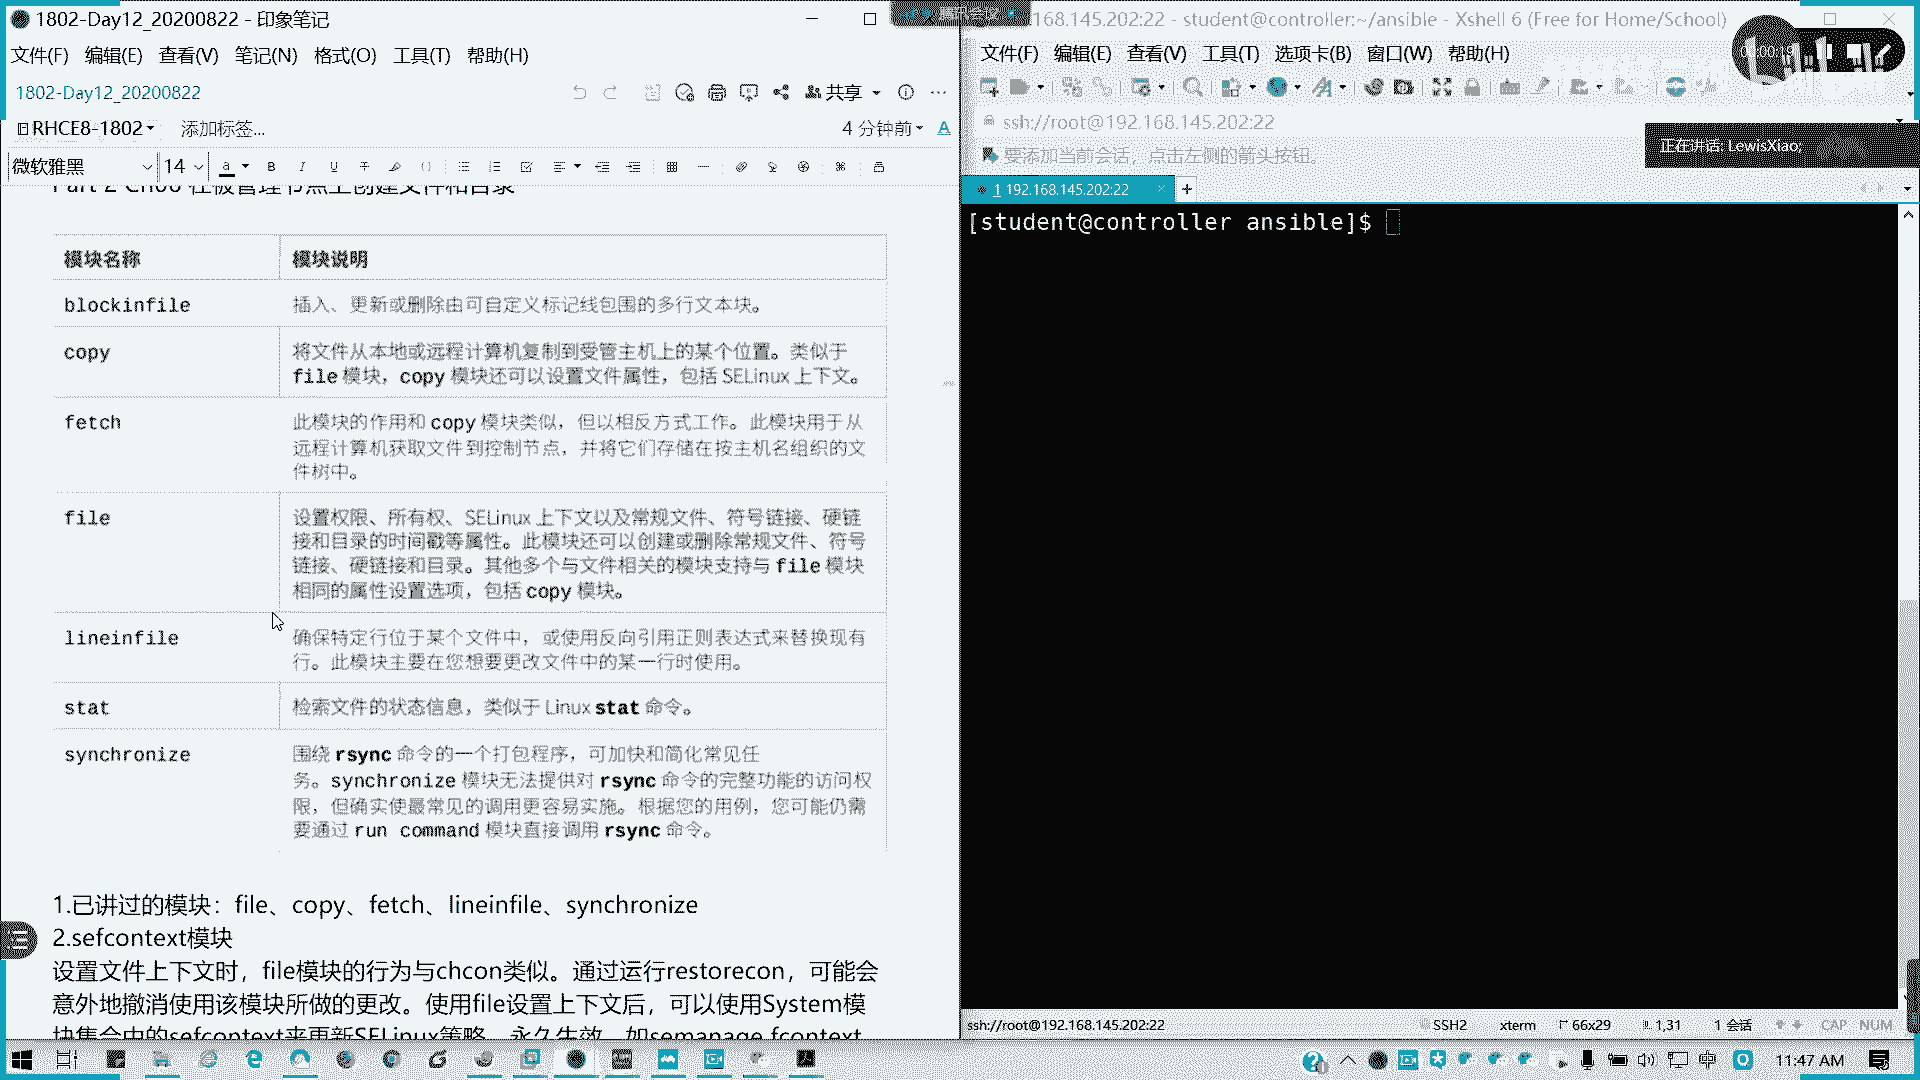 1802-Day12_20200822 - 印象笔记
文件(F) 编辑(E) 查看(V) 笔记(N) 格式(O) 工具(T) 帮助(H)
1802-Day12_20200822
共享
RHCE8-1802
添加标签...
4 分钟前
微软雅黑
14
Part 2 Ch06 在被管理节点上创建文件和目录
模块名称 模块说明
blockinfile 插入、更新或删除由可自定义标记线包围的多行文本块。
copy 将文件从本地或远程计算机复制到受管主机上的某个位置。类似于
file 模块，copy 模块还可以设置文件属性，包括 SELinux 上下文。
fetch 此模块的作用和 copy 模块类似，但以相反方式工作。此模块用于从
远程计算机获取文件到控制节点，并将它们存储在按主机名组织的文
件树中。
file 设置权限、所有权、SELinux 上下文以及常规文件、符号链接、硬链
接和目录的时间戳等属性。此模块还可以创建或删除常规文件、符号
链接、硬链接和目录。其他多个与文件相关的模块支持与 file 模块
相同的属性设置选项，包括 copy 模块。
lineinfile 确保特定行位于某个文件中，或使用反向引用正则表达式来替换现有
行。此模块主要在您想要更改文件中的某一行时使用。
stat 检索文件的状态信息，类似于 Linux stat 命令。
synchronize 围绕 rsync 命令的一个打包程序，可加快和简化常见任
务。synchronize 模块无法提供对 rsync 命令的完整功能的访问权
限，但确实使最常见的调用更容易实施。根据您的用例，您可能仍需
要通过 run command 模块直接调用 rsync 命令。
1.已讲过的模块：file、copy、fetch、lineinfile、synchronize
2.sefcontext模块
设置文件上下文时，file模块的行为与chcon类似。通过运行restorecon，可能会
意外地撤消使用该模块所做的更改。使用file设置上下文后，可以使用System模
块集合中的sefcontext来更新SELinux策略，永久生效，如semanage fcontext
腾讯会议
168.145.202:22 - student@controller:~/ansible - Xshell 6 (Free for Home/School)
文件(F) 编辑(E) 查看(V) 工具(T) 选项卡(B) 窗口(W) 帮助(H)
ssh://root@192.168.145.202:22
要添加当前会话，点击左侧的箭头按钮。
正在讲话: LewisXiao;
1 192.168.145.202:22
[student@controller ansible]$
ssh://root@192.168.145.202:22 SSH2 xterm 66x29 1,31 1 会话 CAP NUM
中
11:47 AM